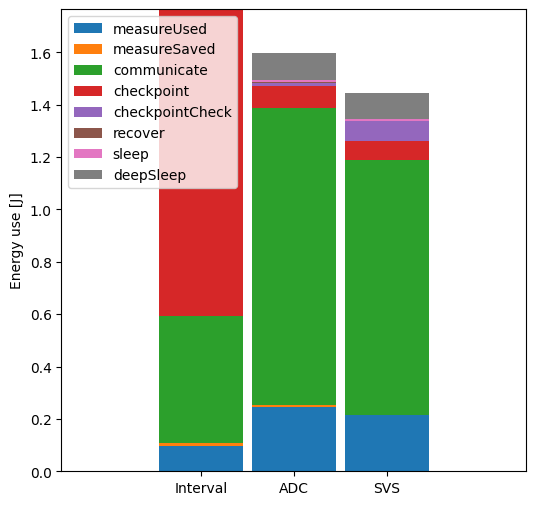 measureUsed
measureSaved
communicate
checkpoint
checkpointCheck
recover
sleep
deepSleep
Energy use [J]
1.6
1.4
1.2
1.0
0.8
0.6
0.4
0.2
0.0
Interval ADC SVS